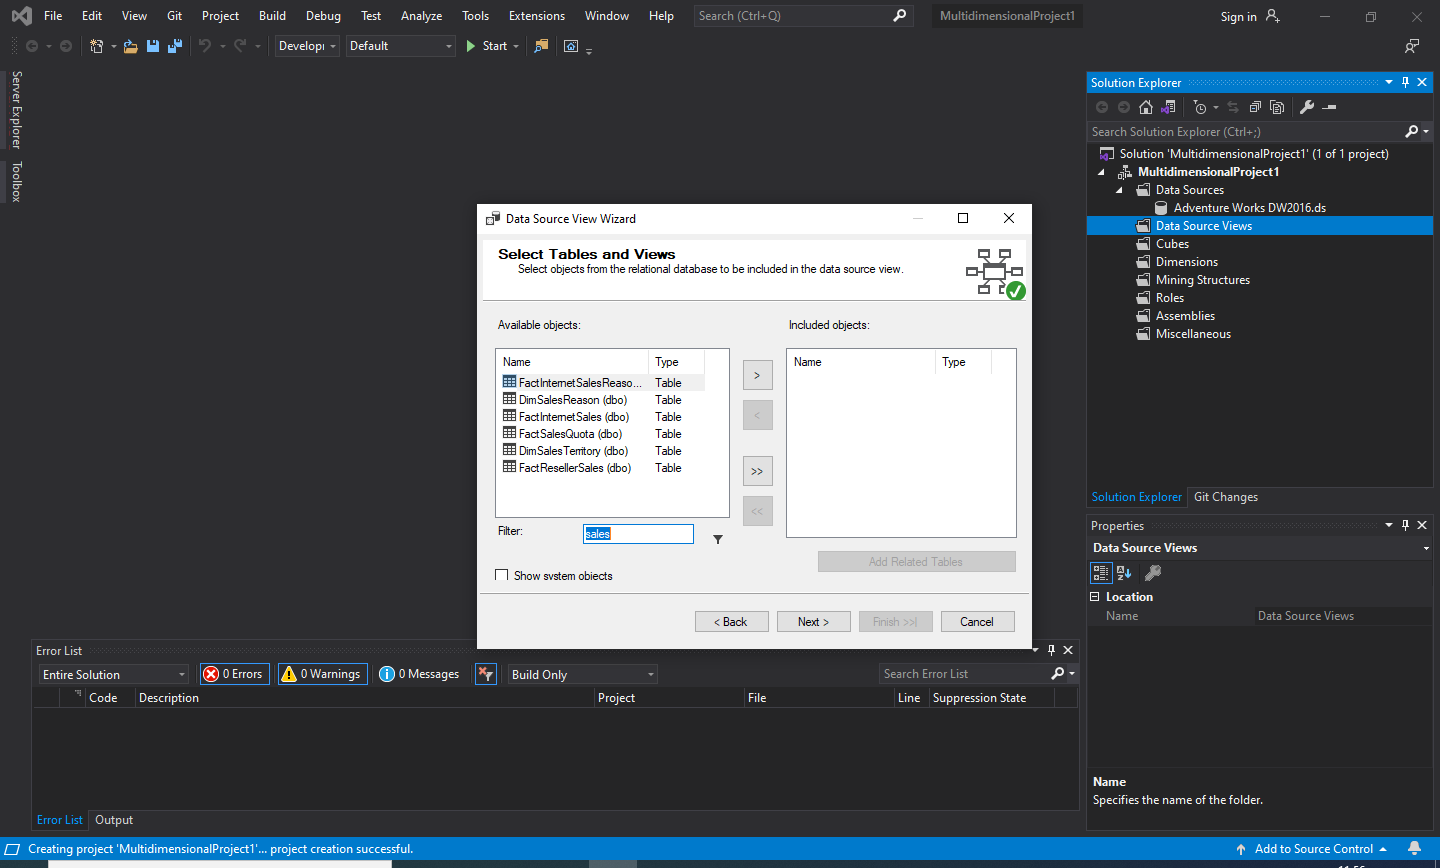 File Edit View Git Project Build Debug Test Analyze Tools Extensions Window Help Search (Ctrl+Q) MultidimensionalProject1 Sign in
Developi Default Start
Server Explorer
Toolbox
Solution Explorer
Search Solution Explorer (Ctrl+;)
Solution 'MultidimensionalProject1' (1 of 1 project)
MultidimensionalProject1
Data Sources
Adventure Works DW2016.ds
Data Source Views
Cubes
Dimensions
Mining Structures
Roles
Assemblies
Miscellaneous
Solution Explorer Git Changes
Data Source View Wizard
Select Tables and Views
Select objects from the relational database to be included in the data source view.
Available objects:
Included objects:
Name Type
FactInternetSalesReaso... Table
DimSalesReason (dbo) Table
FactInternetSales (dbo) Table
FactSalesQuota (dbo) Table
DimSalesTerritory (dbo) Table
FactResellerSales (dbo) Table
>
<
>>
<<
Name Type
Filter: sales
Add Related Tables
Show system objects
< Back Next > Finish >>| Cancel
Properties
Data Source Views
Location
Name Data Source Views
Name
Specifies the name of the folder.
Error List
Entire Solution 0 Errors 0 Warnings 0 Messages Build Only Search Error List
Code Description Project File Line Suppression State
Error List Output
Creating project 'MultidimensionalProject1'... project creation successful. Add to Source Control